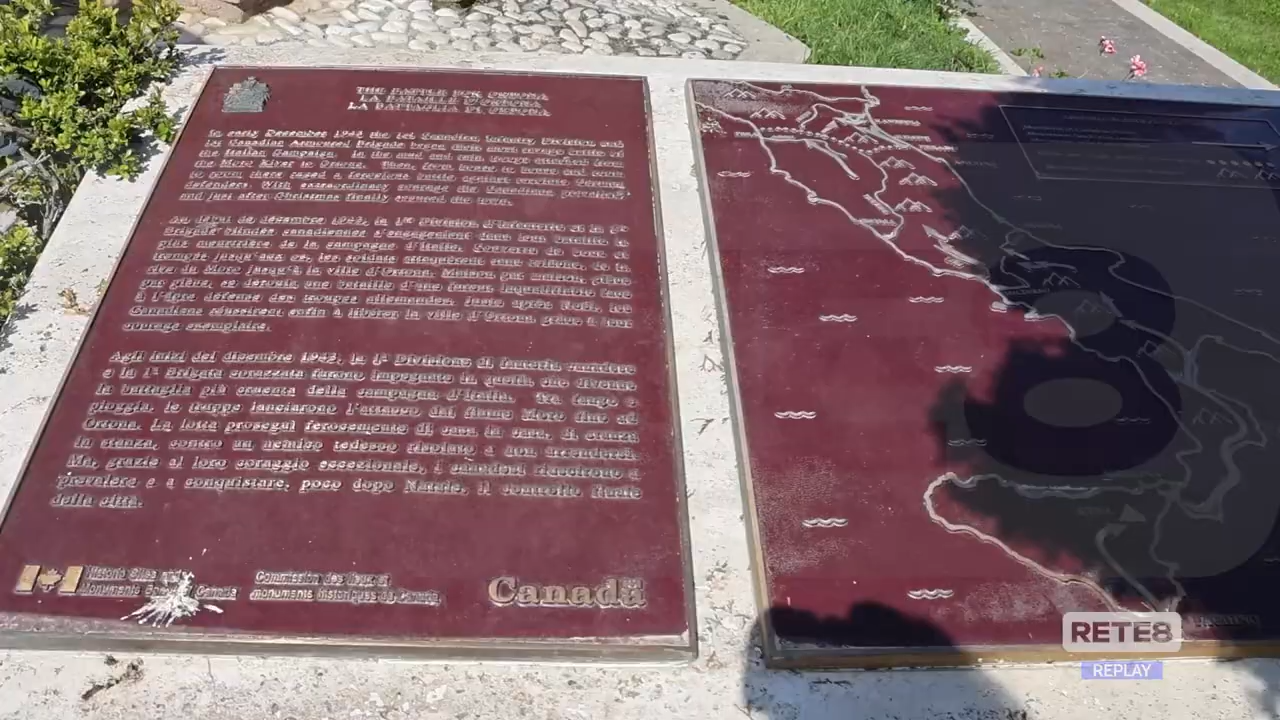 THE BATTLE FOR ORTONA
LA BATAILLE D'ORTONA
LA BATTAGLIA DI ORTONA
In early December 1943 the 1st Canadian Infantry Division and
1st Canadian Armoured Brigade began their most savage battle of
the Italian Campaign. In the mud and rain troops attacked from
the Moro River to Ortona. Then from house to house and room
to room there raged a ferocious battle against resolute German
defenders. With extraordinary courage the Canadians prevailed,
and just after Christmas finally secured the town.
Au début de décembre 1943, la 1re Division d'infanterie et la 1re
Brigade blindée canadiennes s'engagèrent dans leur bataille la
plus meurtrière de la campagne d'Italie. Couverts de boue et
trempés jusqu'aux os, les soldats attaquèrent sans relâche, de la
rive du Moro jusqu'à la ville d'Ortona. Maison par maison, pièce
par pièce, se déroula une bataille d'une fureur inqualifiable face
à l'âpre défense des troupes allemandes. Juste après Noël, les
Canadiens réussirent enfin à libérer la ville d'Ortona grâce à leur
courage exemplaire.
Agli inizi del dicembre 1943, la 1a Divisione di fanteria canadese
e la 1a Brigata corazzata furono impegnate in quella che divenne
la battaglia più cruenta della campagna d'Italia. Tra fango e
pioggia, le truppe lanciarono l'attacco dal fiume Moro fino ad
Ortona. La lotta proseguì ferocemente di casa in casa, di stanza
in stanza, contro un nemico tedesco risoluto a non arrendersi.
Ma, grazie al loro coraggio eccezionale, i canadesi riuscirono a
prevalere e a conquistare, poco dopo Natale, il controllo finale
della città.
Historic Sites and
Monuments Board of Canada
Commission des lieux et
monuments historiques du Canada
Canada
RETE8
REPLAY